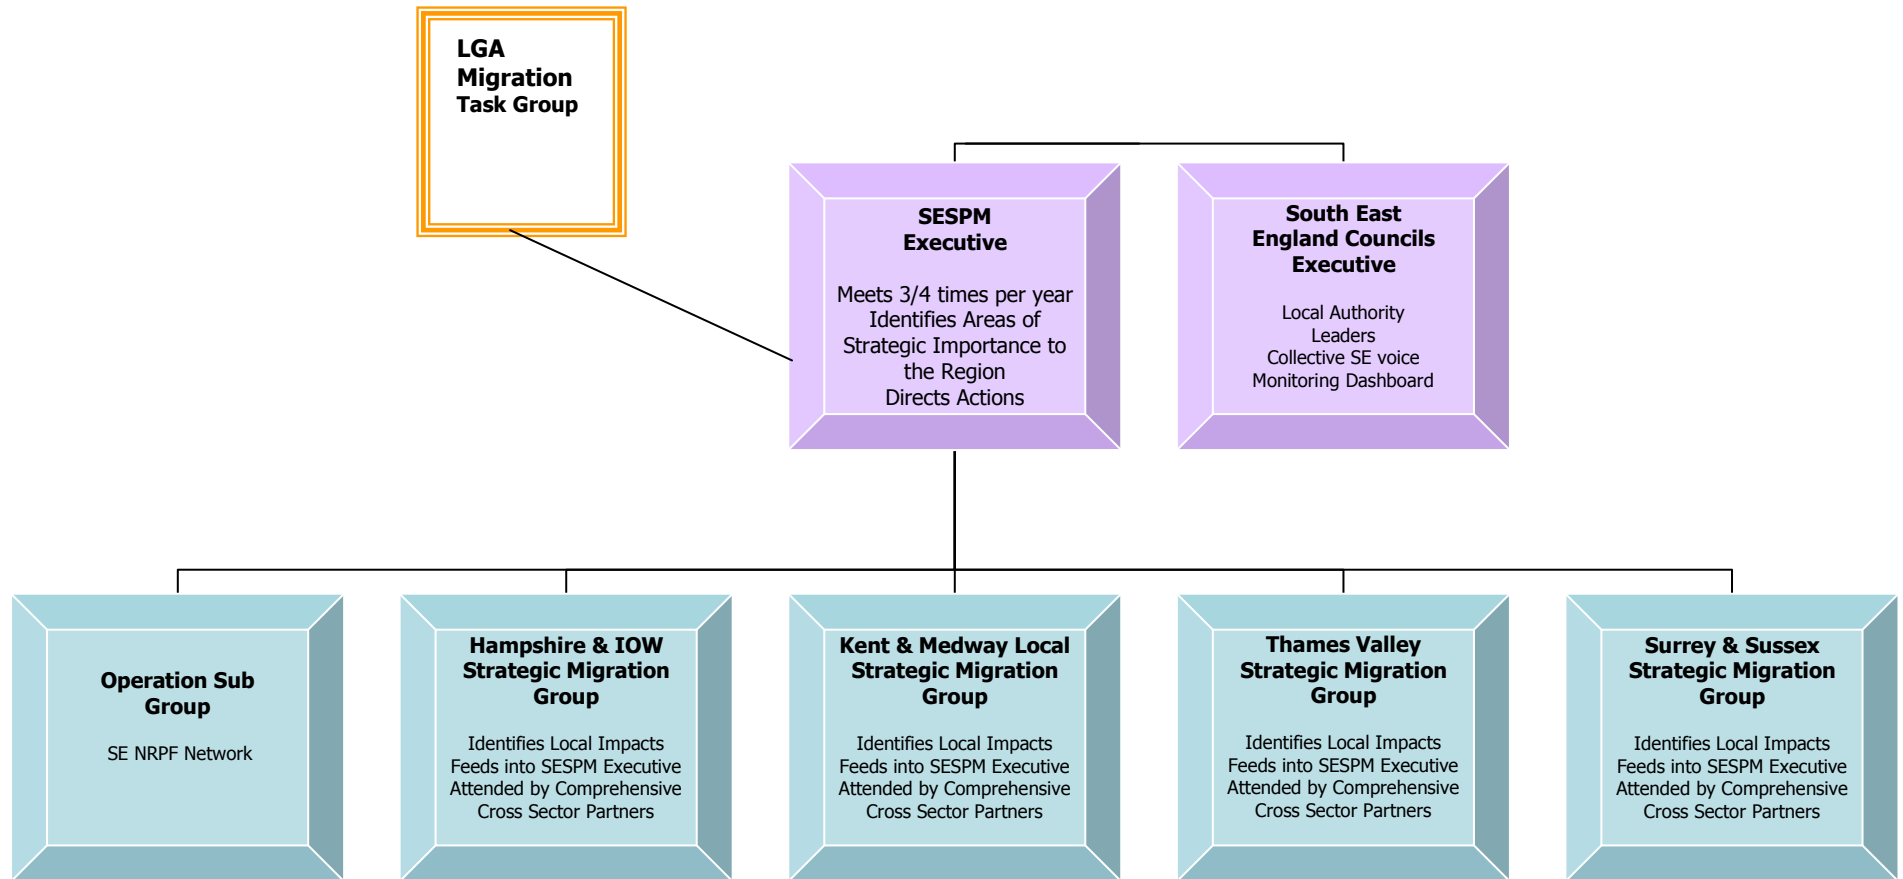 LGA
Migration
Task Group
SESPM
Executive
Meets 3/4 times per year
Identifies Areas of
Strategic Importance to
the Region
Directs Actions
South East
England Councils
Executive
Local Authority
Leaders
Collective SE voice
Monitoring Dashboard
Operation Sub
Group
SE NRPF Network
Hampshire & IOW
Strategic Migration
Group
Identifies Local Impacts
Feeds into SESPM Executive
Attended by Comprehensive
Cross Sector Partners
Kent & Medway Local
Strategic Migration
Group
Identifies Local Impacts
Feeds into SESPM Executive
Attended by Comprehensive
Cross Sector Partners
Thames Valley
Strategic Migration
Group
Identifies Local Impacts
Feeds into SESPM Executive
Attended by Comprehensive
Cross Sector Partners
Surrey & Sussex
Strategic Migration
Group
Identifies Local Impacts
Feeds into SESPM Executive
Attended by Comprehensive
Cross Sector Partners